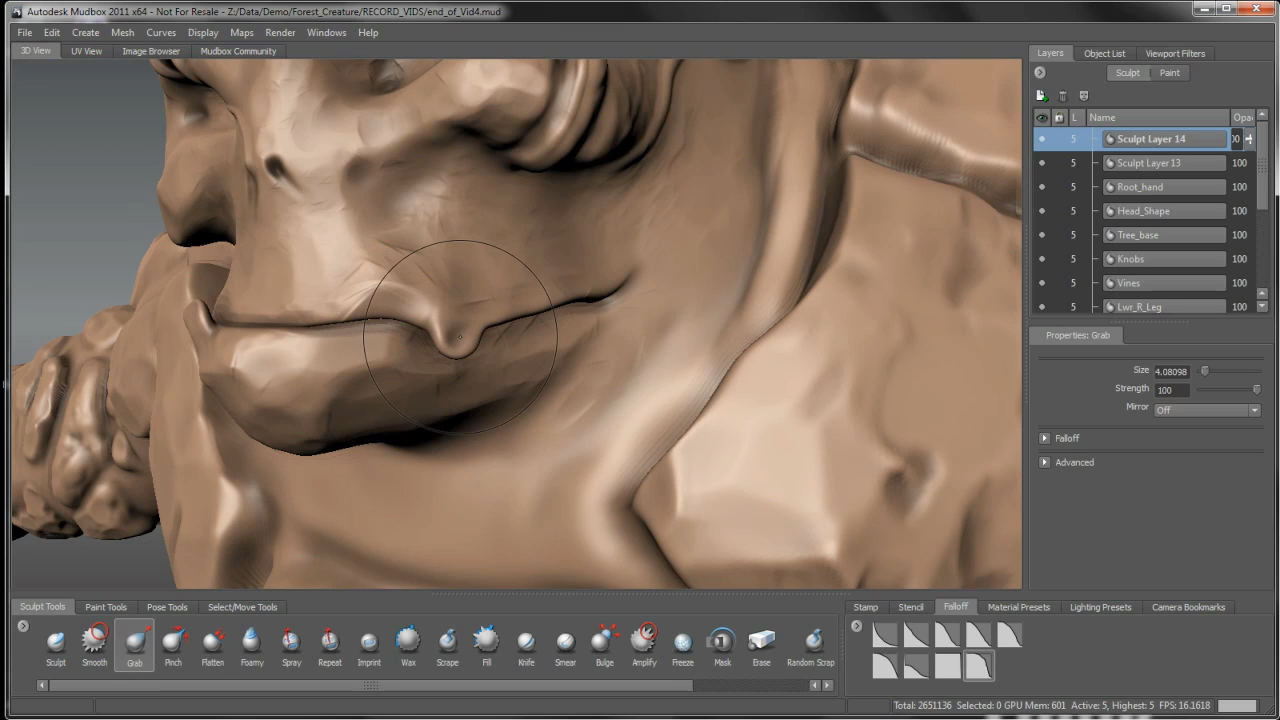 Autodesk Mudbox 2011 x64 - Not For Resale - Z:/Data/Demo/Forest_Creature/RECORD_VIDS/end_of_Vid4.mud
File Edit Create Mesh Curves Display Maps Render Windows Help
3D View UV View Image Browser Mudbox Community
Layers Object List Viewport Filters
Sculpt Paint
L Name Opa
5 Sculpt Layer 14 00
5 Sculpt Layer 13 100
5 Root_hand 100
5 Head_Shape 100
5 Tree_base 100
5 Knobs 100
5 Vines 100
5 Lwr_R_Leg 100
Properties: Grab
Size 4.08098
Strength 100
Mirror Off
Falloff
Advanced
Sculpt Tools Paint Tools Pose Tools Select/Move Tools
Sculpt Smooth Grab Pinch Flatten Foamy Spray Repeat Imprint Wax Scrape Fill Knife Smear Bulge Amplify Freeze Mask Erase Random Scrap
Stamp Stencil Falloff Material Presets Lighting Presets Camera Bookmarks
Total: 2651136 Selected: 0 GPU Mem: 601 Active: 5, Highest: 5 FPS: 16.1618